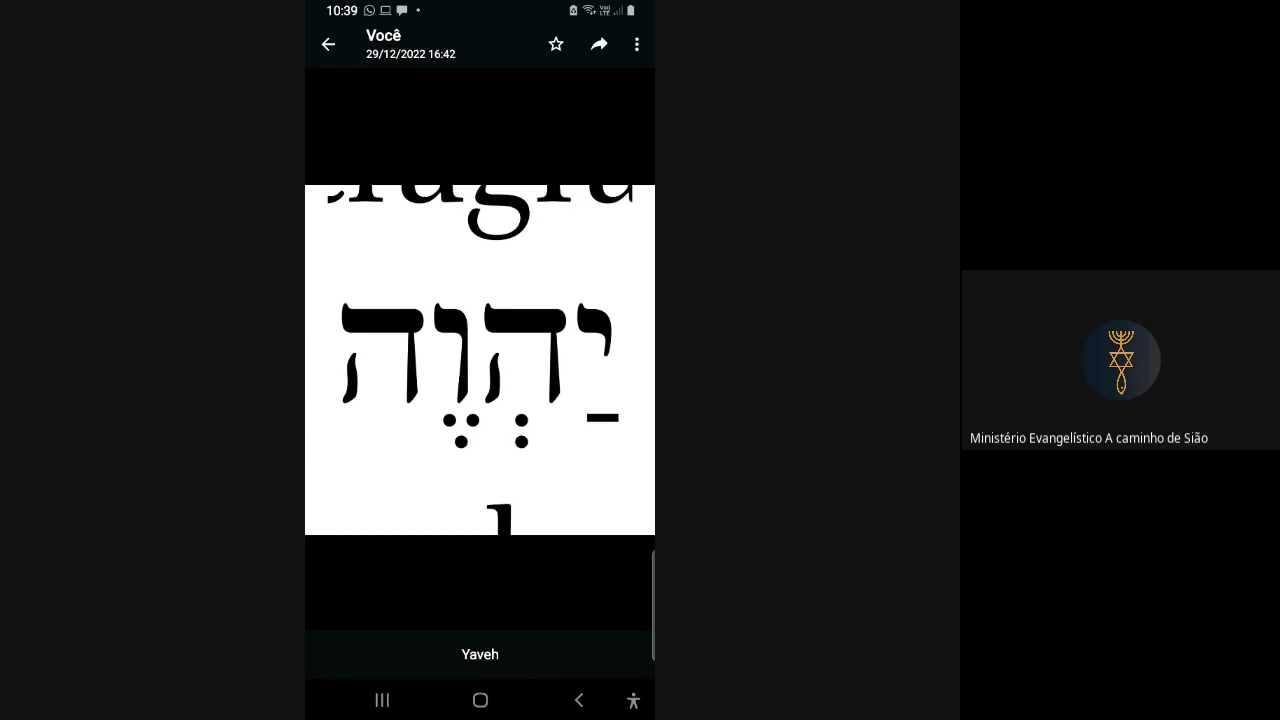 10:39
Você
29/12/2022 16:42
יַהְוֶה
Yaveh
Ministério Evangelístico A caminho de Sião